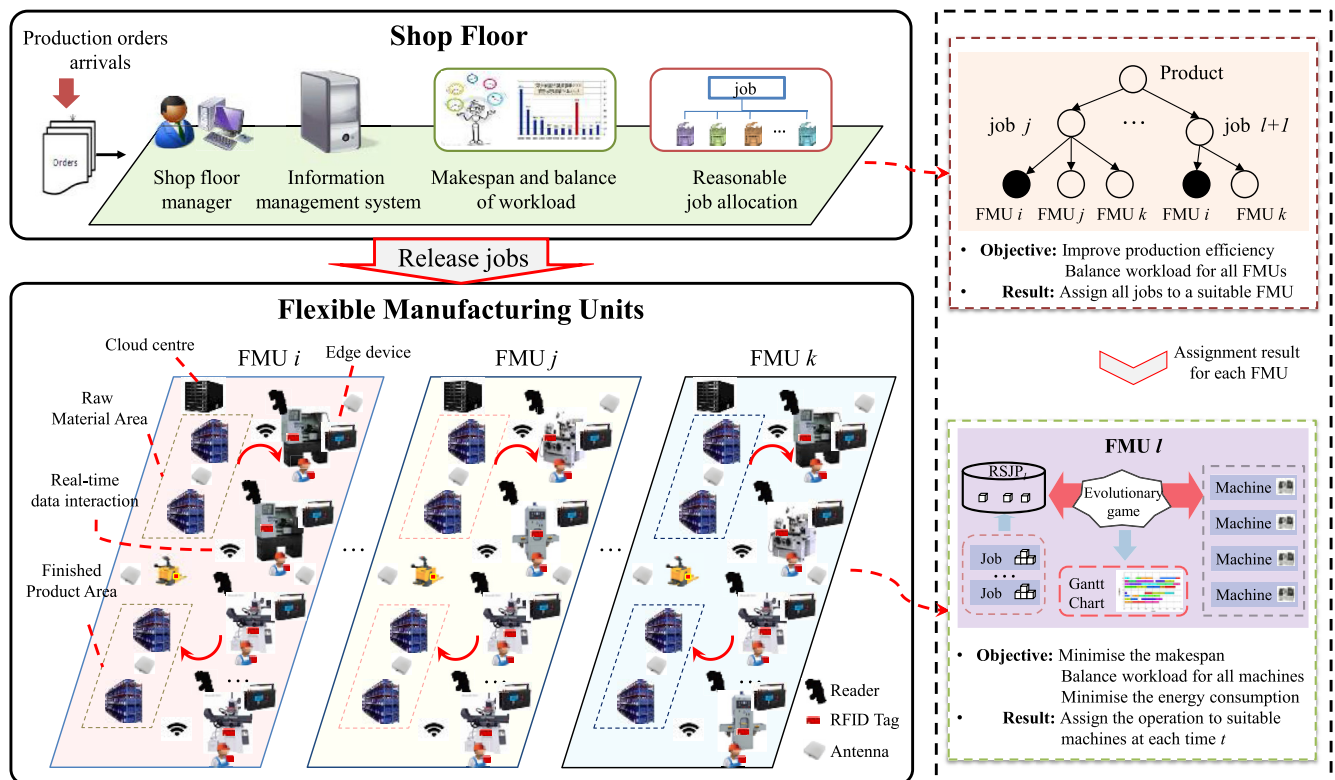 Shop Floor
Production orders
arrivals
Orders
job
...
Shop floor
manager
Information
management system
Makespan and balance
of workload
Reasonable
job allocation
Release jobs
Flexible Manufacturing Units
Cloud centre
FMU i
Edge device
FMU j
FMU k
Raw
Material Area
Real-time
data interaction
...
...
Finished
Product Area
...
...
...
Reader
RFID Tag
Antenna
Product
job j
...
job l+1
FMU i
FMU j
FMU k
FMU i
FMU k
• Objective: Improve production efficiency
Balance workload for all FMUs
• Result: Assign all jobs to a suitable FMU
Assignment result
for each FMU
FMU l
RSJP
Evolutionary
game
Machine
Machine
Machine
Machine
Job
...
Job
Gantt
Chart
• Objective: Minimise the makespan
Balance workload for all machines
Minimise the energy consumption
• Result: Assign the operation to suitable
machines at each time t